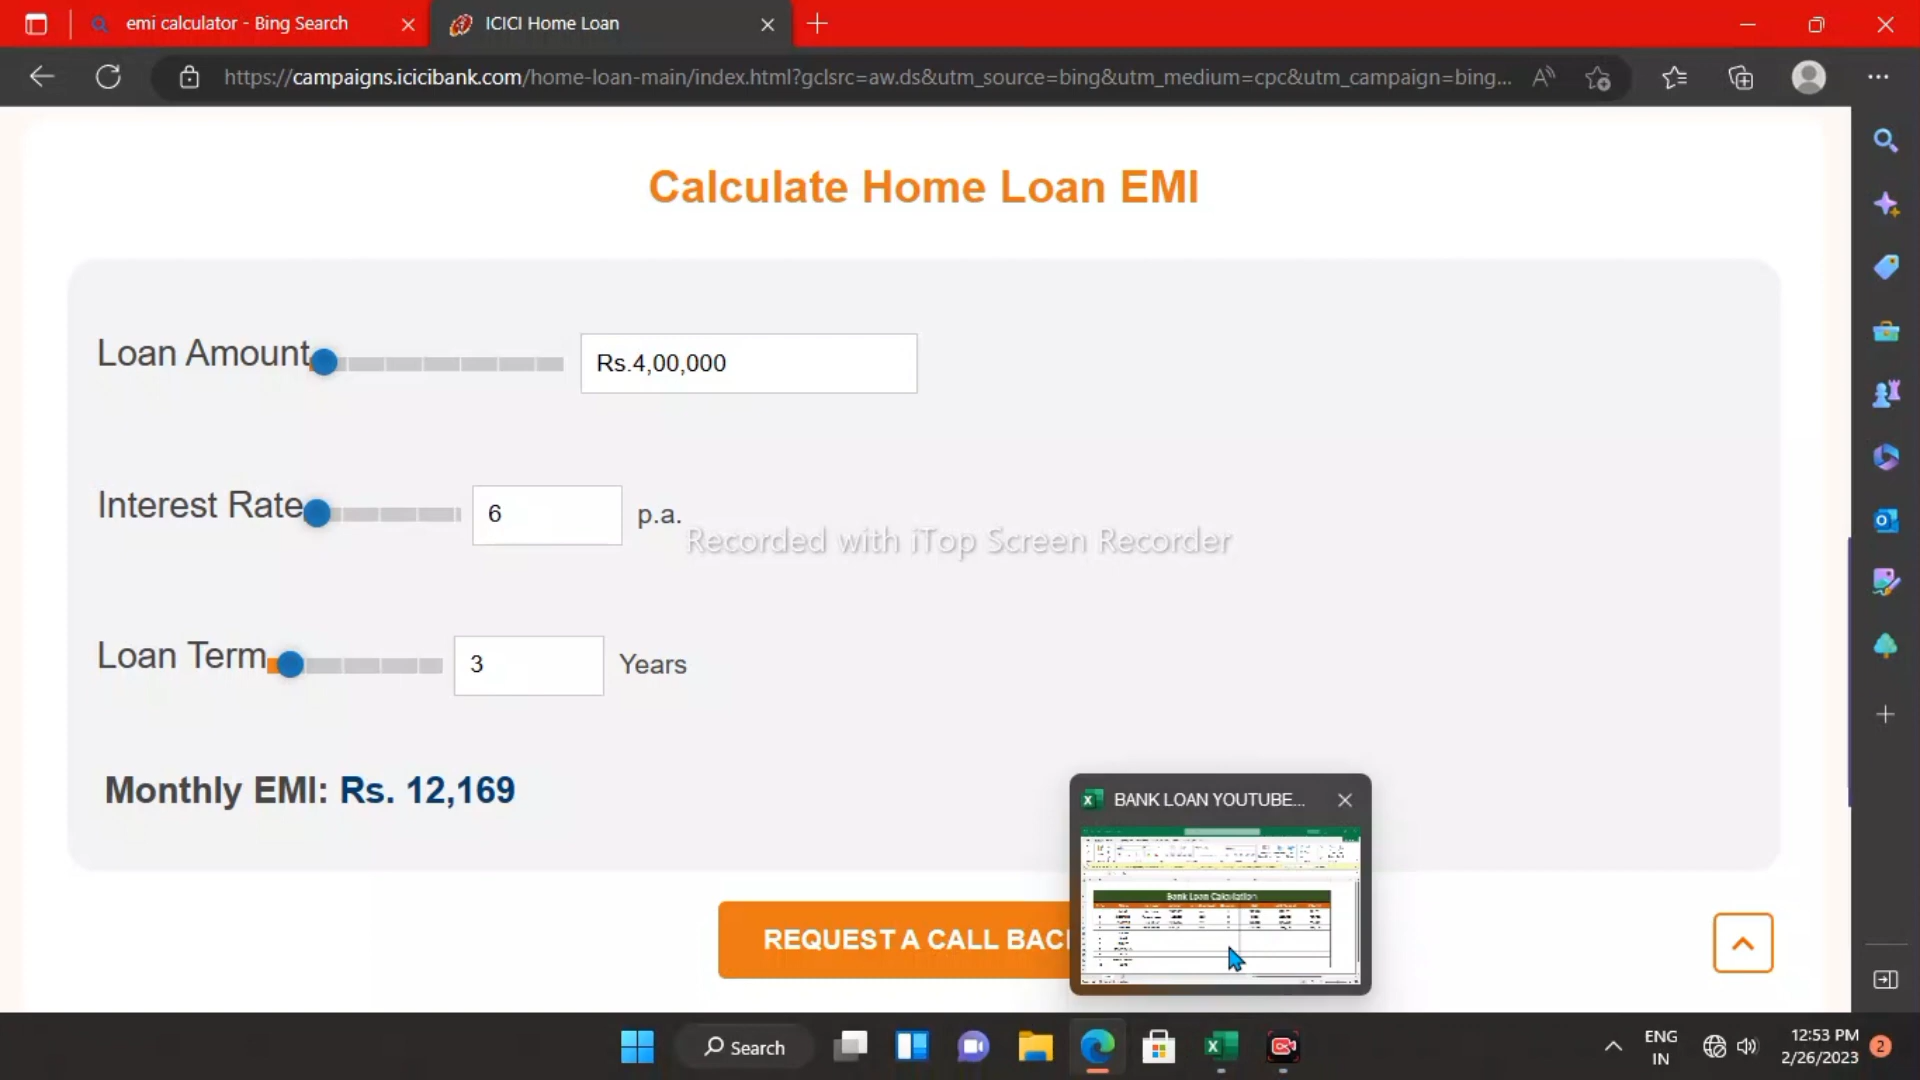 emi calculator - Bing Search
ICICI Home Loan
https://campaigns.icicibank.com/home-loan-main/index.html?gclsrc=aw.ds&utm_source=bing&utm_medium=cpc&utm_campaign=bing...
Calculate Home Loan EMI
Loan Amount
Rs.4,00,000
Interest Rate
6
p.a.
Recorded with iTop Screen Recorder
Loan Term
3
Years
Monthly EMI: Rs. 12,169
BANK LOAN YOUTUBE...
Bank Loan Calculation
REQUEST A CALL BAC
Search
ENG
IN
12:53 PM
2/26/2023
2